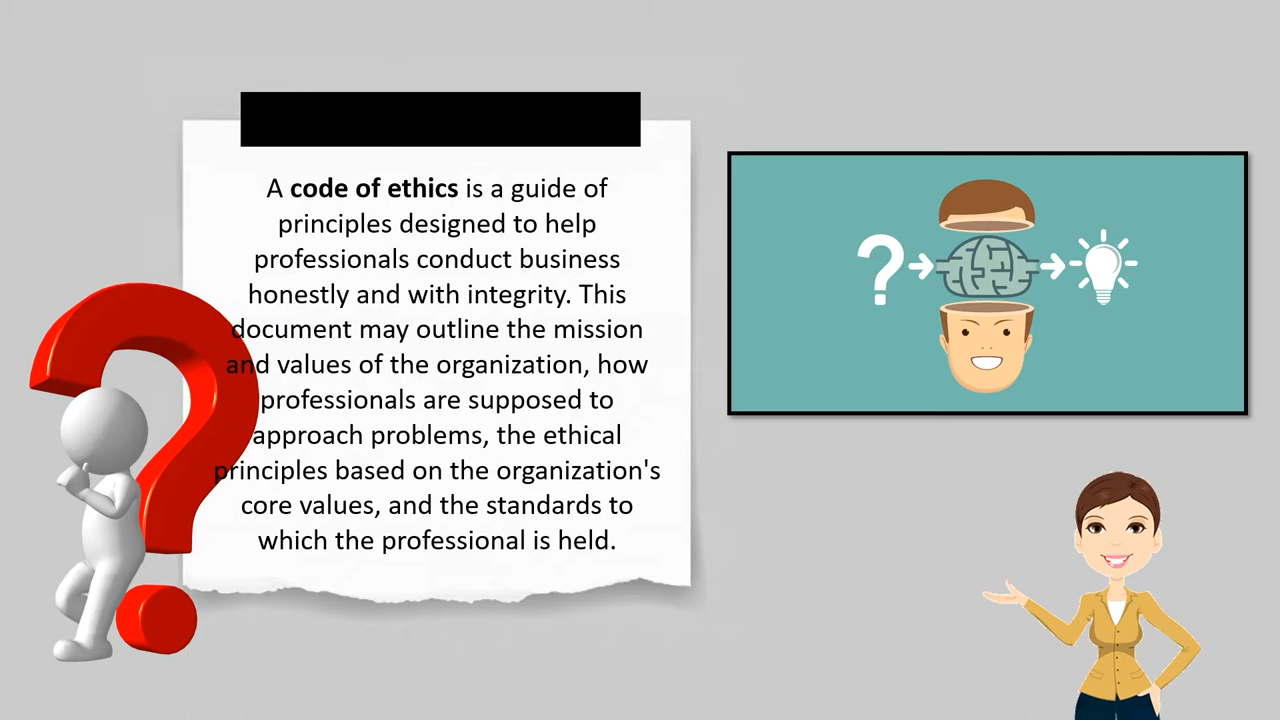 A code of ethics is a guide of
principles designed to help
professionals conduct business
honestly and with integrity. This
document may outline the mission
and values of the organization, how
professionals are supposed to
approach problems, the ethical
principles based on the organization's
core values, and the standards to
which the professional is held.